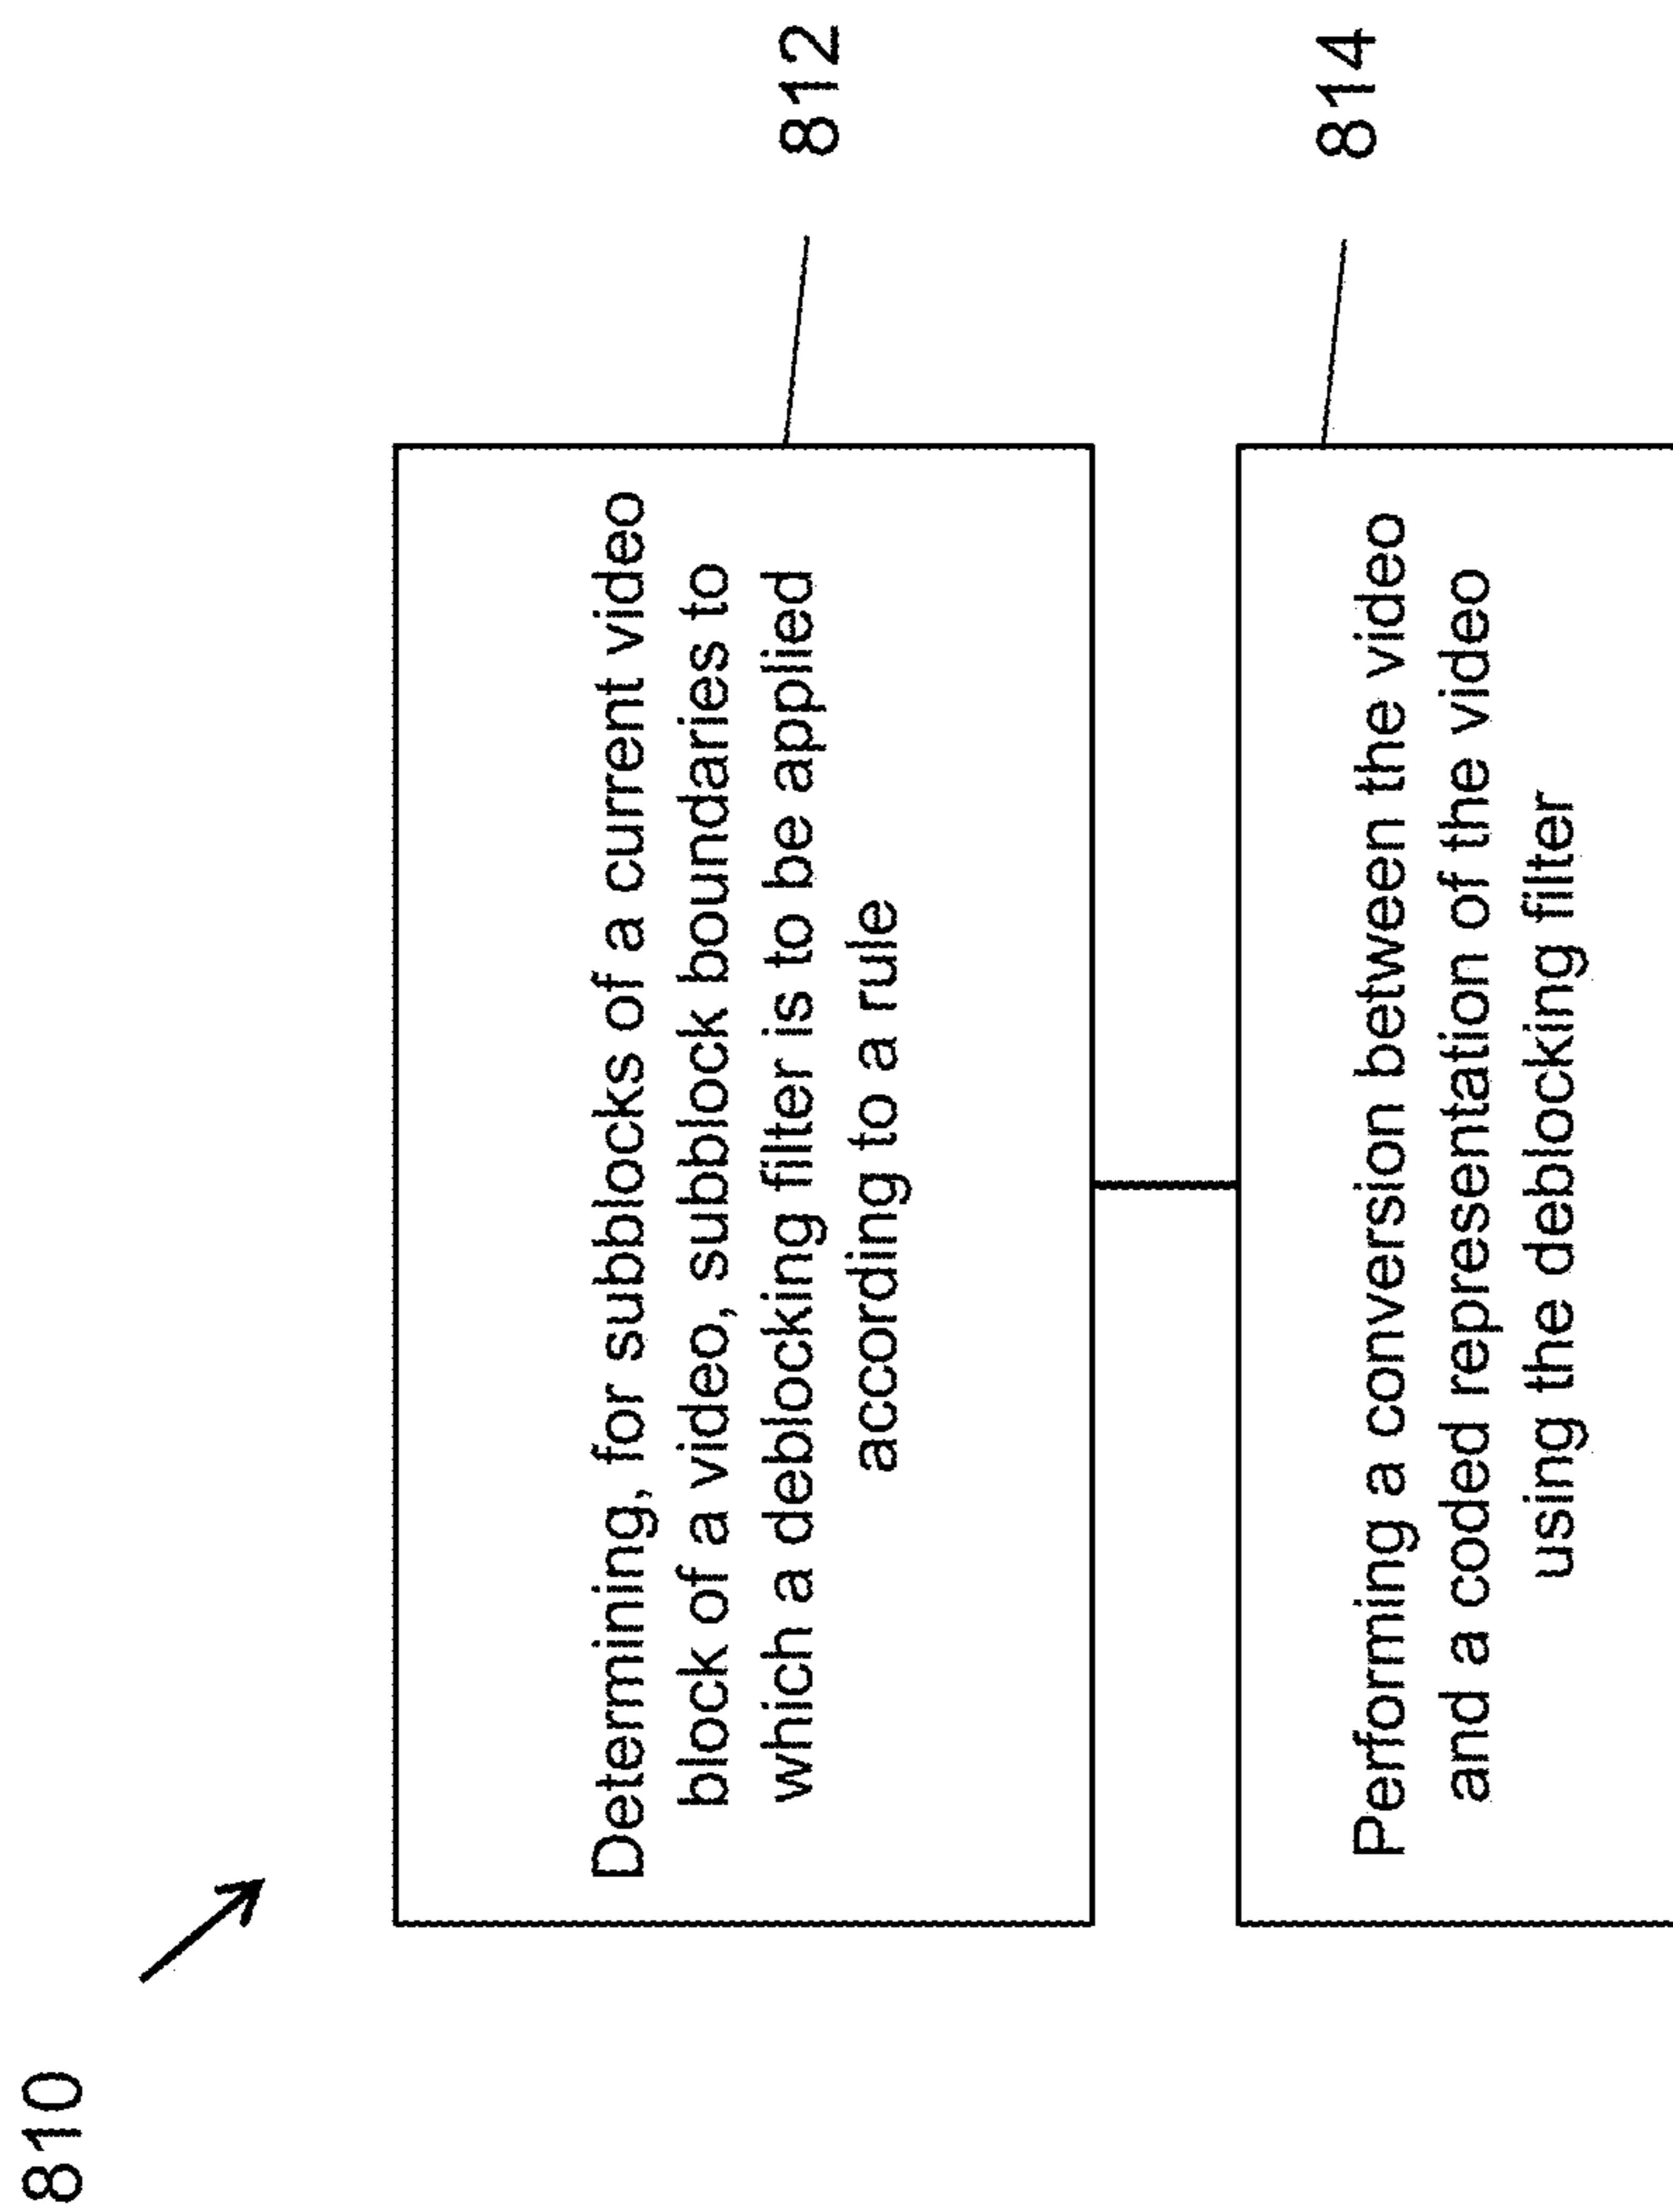 810
Determining, for subblocks of a current video
block of a video, subblock boundaries to
which a deblocking filter is to be applied
according to a rule
812
Performing a conversion between the video
and a coded representation of the video
using the deblocking filter
814